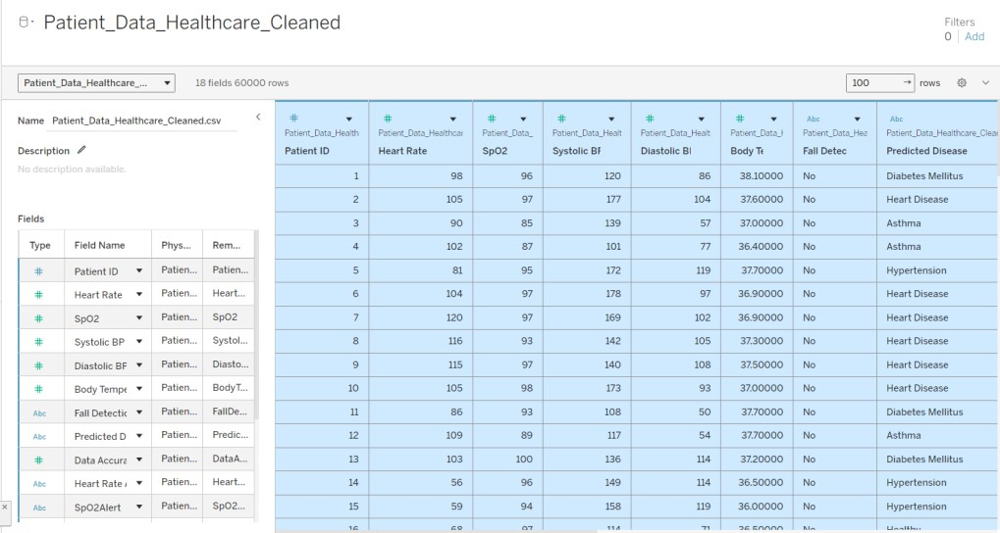 Patient_Data_Healthcare_Cleaned
Filters
0 Add
Patient_Data_Healthcare_... 18 fields 60000 rows 100 → rows
Name Patient_Data_Healthcare_Cleaned.csv
Description
No description available.
Fields
Type Field Name Phys... Rem...
# Patient ID Patien... Patien...
# Heart Rate Patien... Heart...
# SpO2 Patien... SpO2
# Systolic BP Patien... Systol...
# Diastolic BF Patien... Diasto...
# Body Tempe Patien... BodyT...
Abc Fall Detectic Patien... FallDe...
Abc Predicted D Patien... Predic...
# Data Accura Patien... DataA...
Abc Heart Rate Patien... Heart...
Abc SpO2Alert Patien... SpO2...
# # # # # # Abc Abc
Patient_Data_Health Patient_Data_Healthcar Patient_Data_ Patient_Data_Healt Patient_Data_Healt Patient_Data_H Patient_Data_Hea Patient_Data_Healthcare_Clea
Patient ID Heart Rate SpO2 Systolic BF Diastolic Bl Body Te Fall Detec Predicted Disease
1 98 96 120 86 38.10000 No Diabetes Mellitus
2 105 97 177 104 37.60000 No Heart Disease
3 90 85 139 57 37.00000 No Asthma
4 102 87 101 77 36.40000 No Asthma
5 81 95 172 119 37.70000 No Hypertension
6 104 97 178 97 36.90000 No Heart Disease
7 120 97 169 102 36.90000 No Heart Disease
8 116 93 142 105 37.30000 No Heart Disease
9 115 97 140 108 37.50000 No Heart Disease
10 105 98 173 93 37.00000 No Heart Disease
11 86 93 108 50 37.70000 No Diabetes Mellitus
12 109 89 117 54 37.70000 No Asthma
13 103 100 136 114 37.20000 No Diabetes Mellitus
14 56 96 149 114 36.50000 No Hypertension
15 59 94 158 119 36.00000 No Hypertension
16 68 97 114 71 36.50000 No Healthy